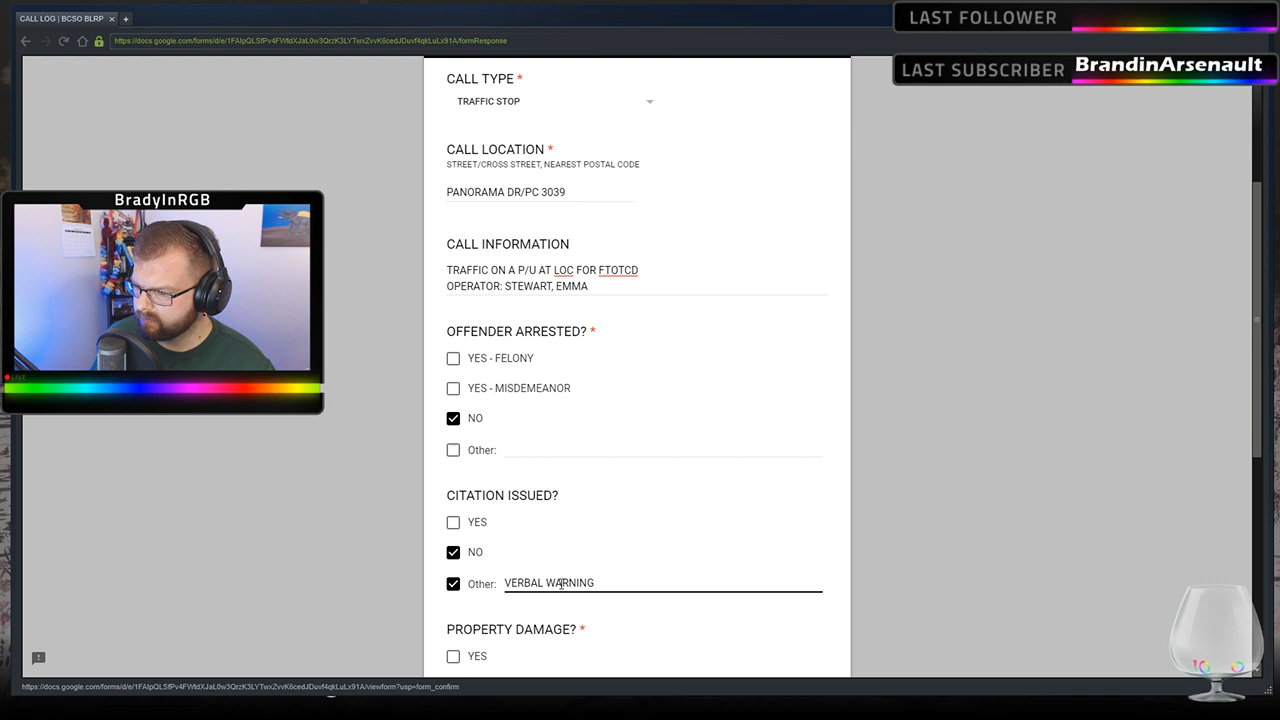 CALL LOG | BCSO BLRP
https://docs.google.com/forms/d/e/1FAIpQLSfPv4FWtdXJaL0w3QrzK3LYTwxZvvK6cedJDuvf4qkLuLx91A/formResponse
LAST FOLLOWER
LAST SUBSCRIBER BrandinArsenault
CALL TYPE *
TRAFFIC STOP
CALL LOCATION *
STREET/CROSS STREET, NEAREST POSTAL CODE
PANORAMA DR/PC 3039
BradyInRGB
LIVE
CALL INFORMATION
TRAFFIC ON A P/U AT LOC FOR FTOTCD
OPERATOR: STEWART, EMMA
OFFENDER ARRESTED? *
YES - FELONY
YES - MISDEMEANOR
NO
Other:
CITATION ISSUED?
YES
NO
Other: VERBAL WARNING
PROPERTY DAMAGE? *
YES
https://docs.google.com/forms/d/e/1FAIpQLSfPv4FWtdXJaL0w3QrzK3LYTwxZvvK6cedJDuvf4qkLuLx91A/viewform?usp=form_confirm